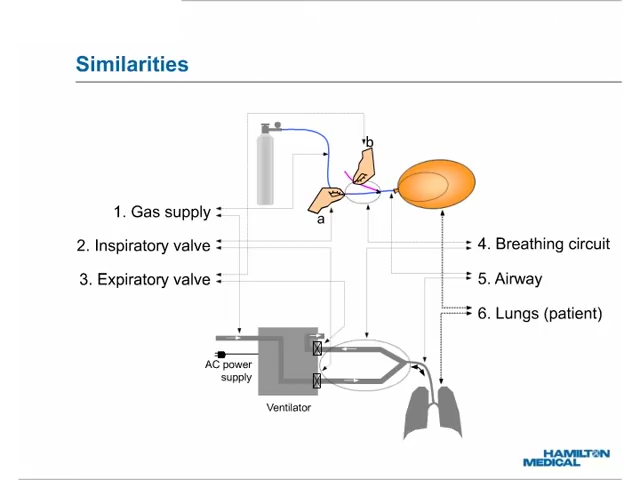 Similarities
b
a
1. Gas supply
2. Inspiratory valve
3. Expiratory valve
4. Breathing circuit
5. Airway
6. Lungs (patient)
AC power
supply
Ventilator
HAMILTON
MEDICAL